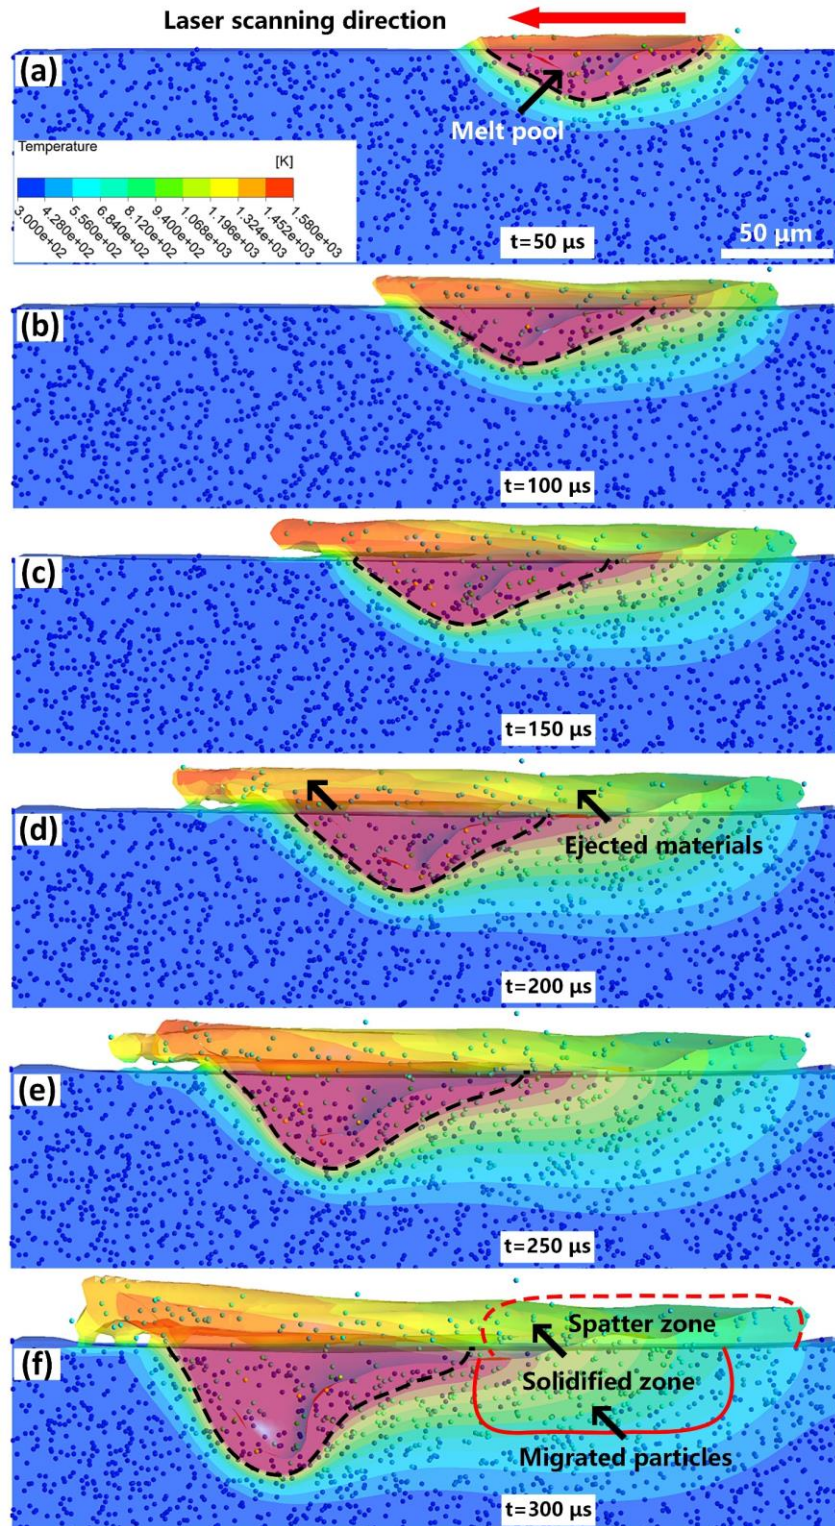 Laser scanning direction
(a)
Melt pool
Temperature
[K]
3.000e+02
4.280e+02
5.560e+02
6.840e+02
8.120e+02
9.400e+02
1.068e+03
1.196e+03
1.324e+03
1.452e+03
1.580e+03
t=50 μs
50 μm
(b)
t=100 μs
(c)
t=150 μs
(d)
Ejected materials
t=200 μs
(e)
t=250 μs
Spatter zone
(f)
Solidified zone
Migrated particles
t=300 μs